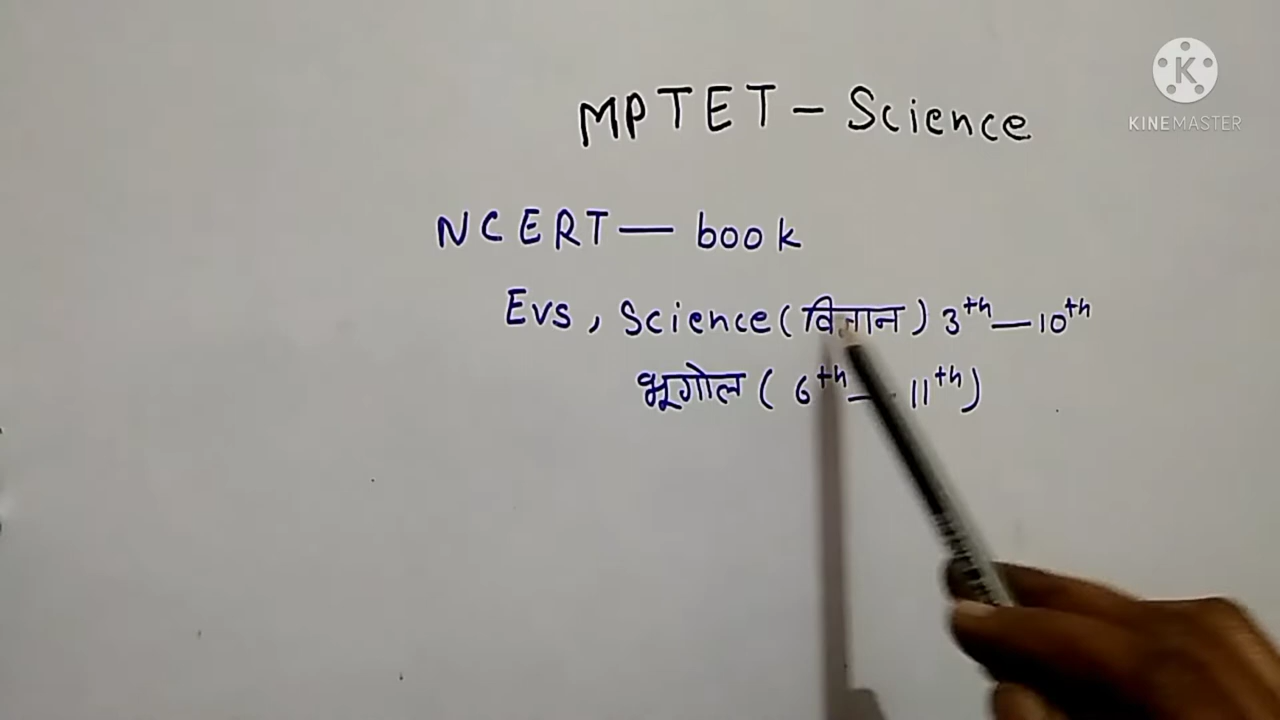 KINEMASTER
MPTET - Science
NCERT — book
Evs, Science (विज्ञान) 3th — 10th
भूगोल ( 6th — 11th)